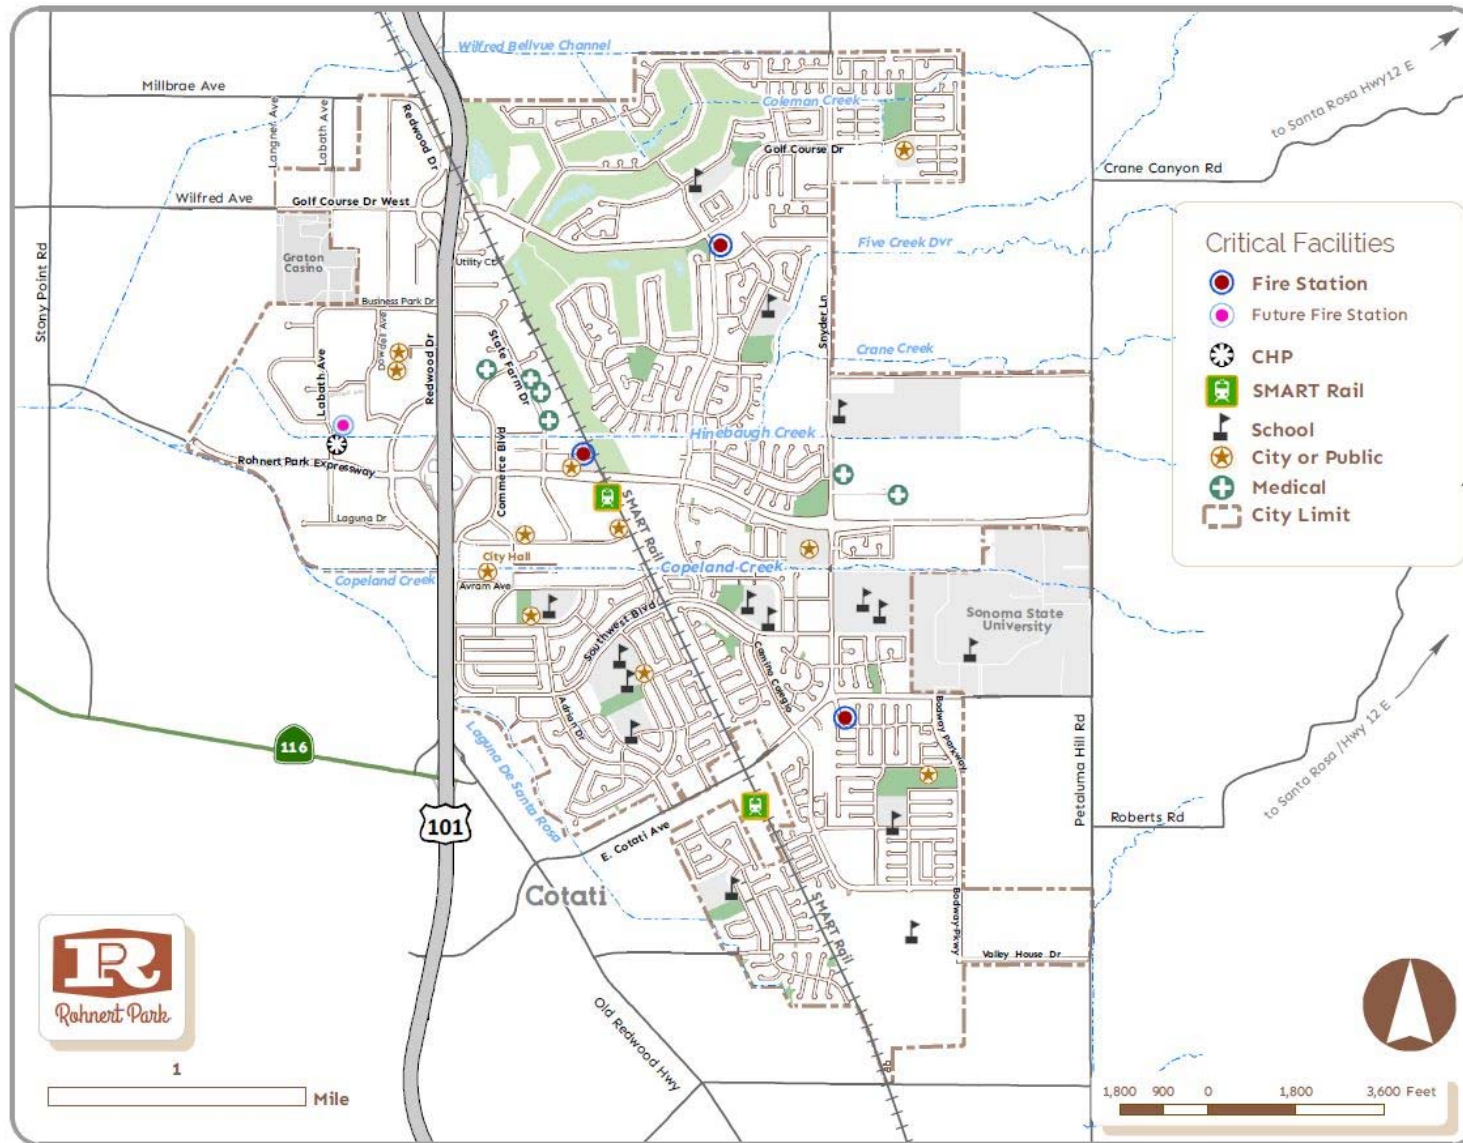 Wilfred Bellvue Channel
Millbrae Ave
Langner Ave
Labath Ave
Redwood Dr
Coleman Creek
Golf Course Dr
to Santa Rosa Hwy12 E
Crane Canyon Rd
Wilfred Ave
Golf Course Dr West
Stony Point Rd
Graton
Casino
Utility Ct
Five Creek Dvr
Business Park Dr
Dowdell Ave
Redwood Dr
State Farm Dr
Snyder Ln
Crane Creek
Labath Ave
Hinebaugh Creek
Rohnert Park Expressway
Commerce Blvd
SMART Rail
Laguna Dr
City Hall
Copeland Creek
Copeland Creek
Avram Ave
Southwest Blvd
Sonoma State
University
Camino Colegio
Adrian Dr
Bodway Parkway
Laguna De Santa Rosa
116
101
E. Cotati Ave
Cotati
Petaluma Hill Rd
Roberts Rd
to Santa Rosa /Hwy 12 E
SMART Rail
Bodway Pkwy
Valley House Dr
Old Redwood Hwy
Critical Facilities
Fire Station
Future Fire Station
CHP
SMART Rail
School
City or Public
Medical
City Limit
R
Rohnert Park
1
Mile
1,800 900 0 1,800 3,600 Feet